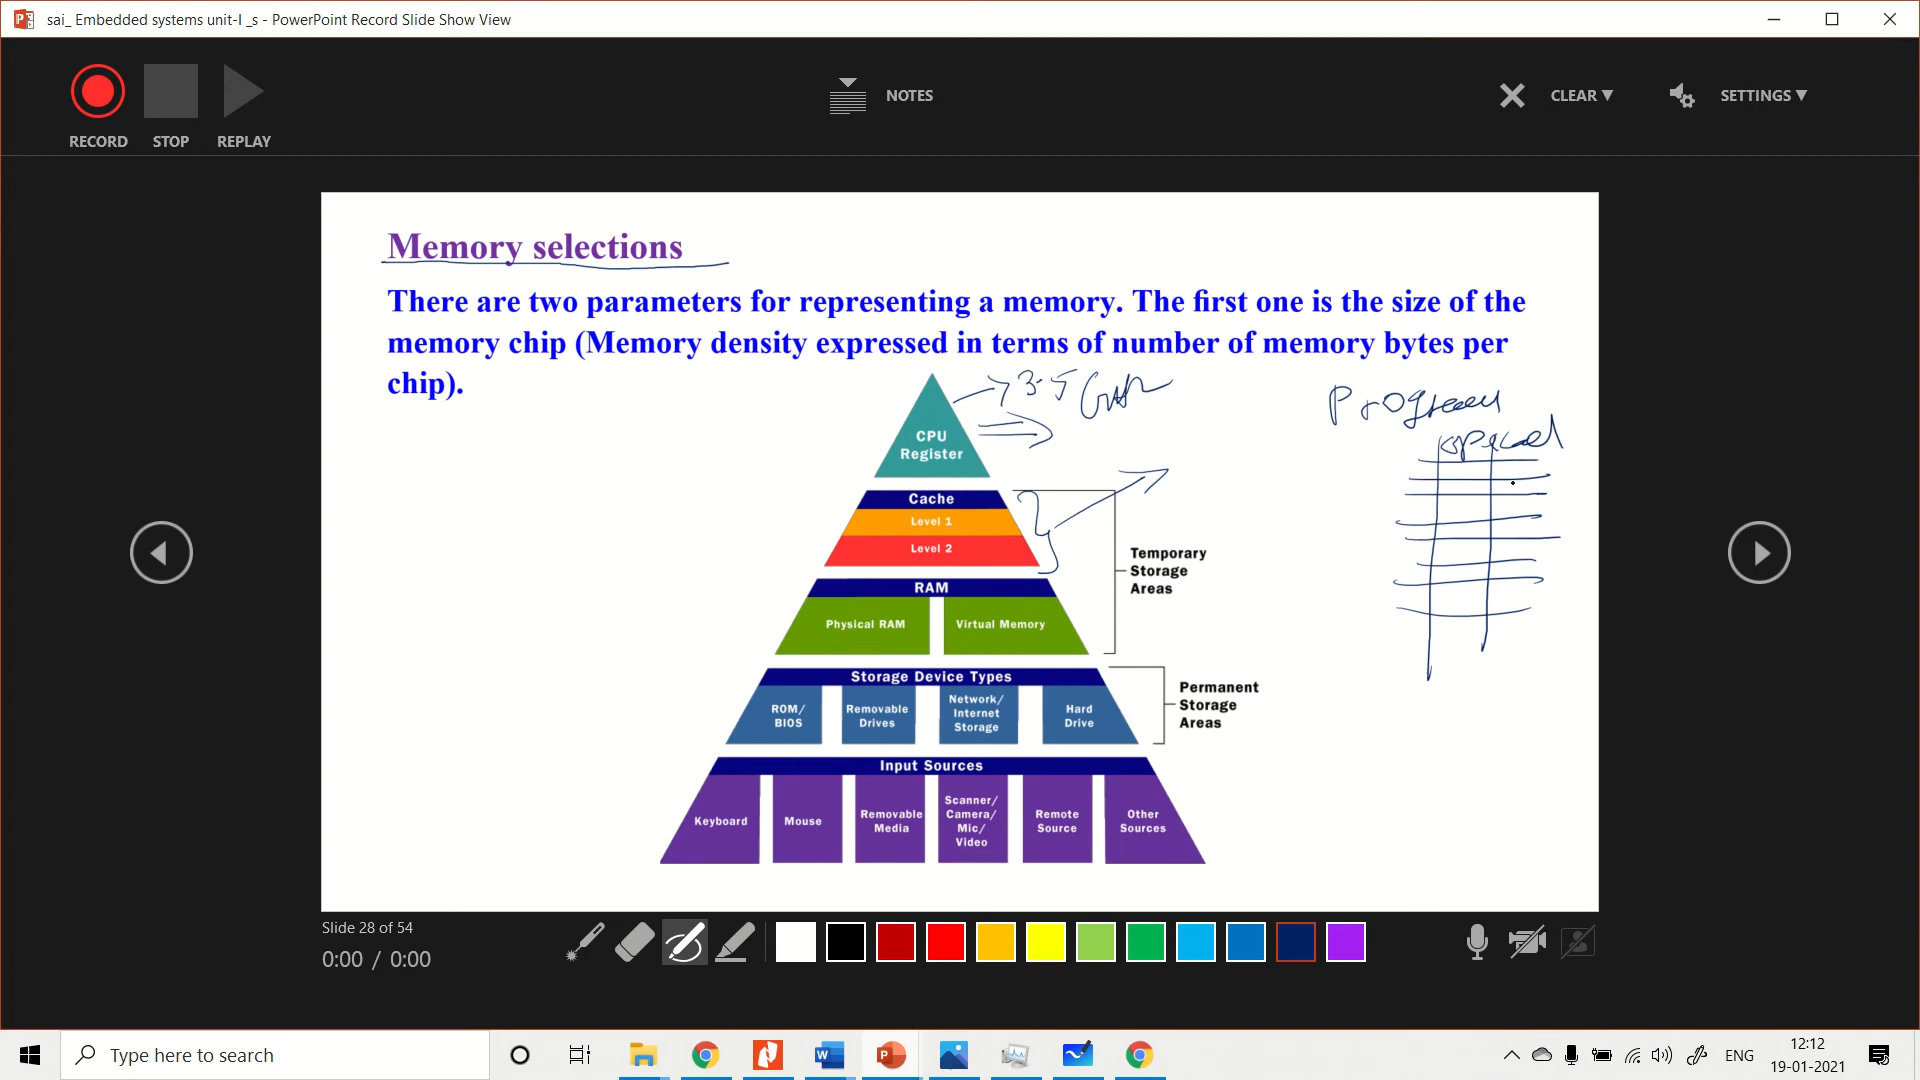 sai_ Embedded systems unit-I _s - PowerPoint Record Slide Show View
RECORD
STOP
REPLAY
NOTES
CLEAR
SETTINGS
Memory selections
There are two parameters for representing a memory. The first one is the size of the
memory chip (Memory density expressed in terms of number of memory bytes per
chip).
3.5
CPU
Register
Cache
Level 1
Level 2
RAM
Physical RAM
Virtual Memory
Temporary
Storage
Areas
Storage Device Types
ROM/
BIOS
Removable
Drives
Network/
Internet
Storage
Hard
Drive
Permanent
Storage
Areas
Input Sources
Keyboard
Mouse
Removable
Media
Scanner/
Camera/
Mic/
Video
Remote
Source
Other
Sources
Slide 28 of 54
0:00 / 0:00
Type here to search
ENG
12:12
19-01-2021